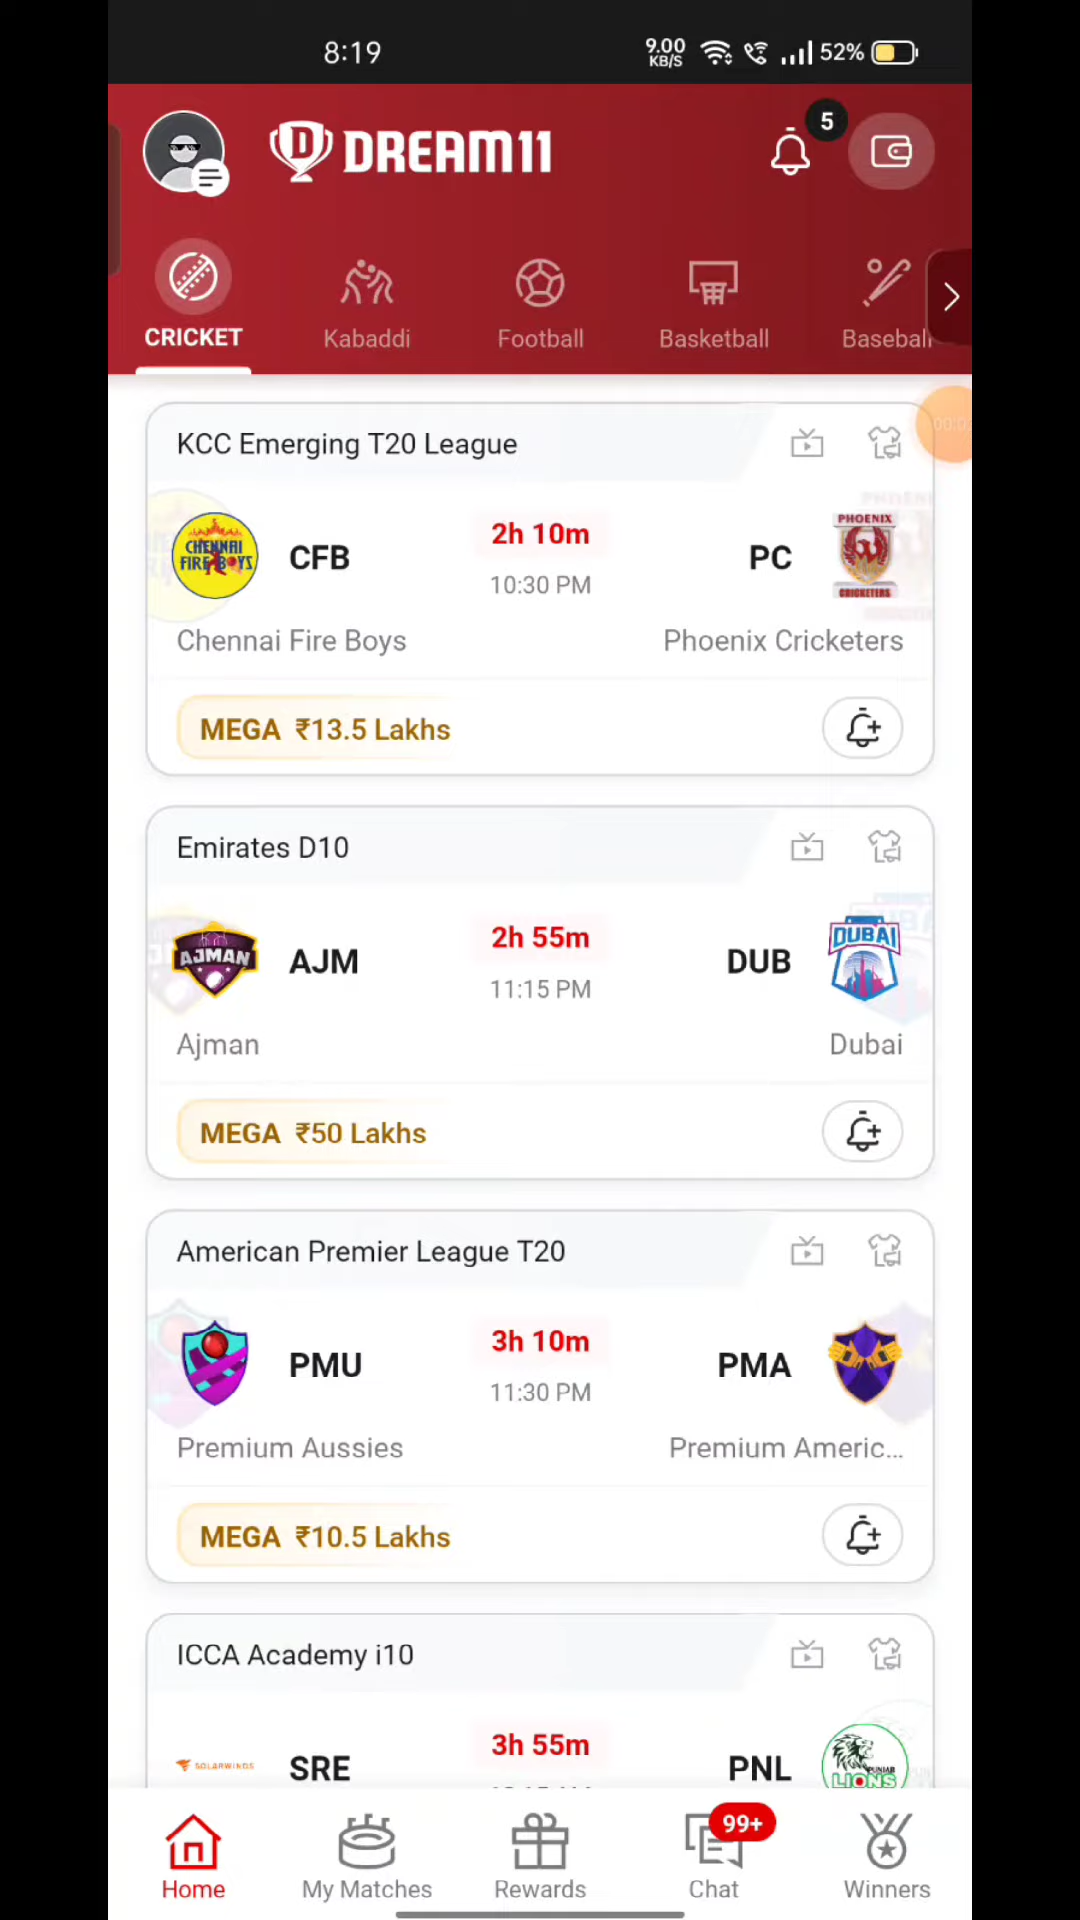 8:19
9.00
KB/S
52%
DREAM11
5
CRICKET
Kabaddi
Football
Basketball
Baseball
KCC Emerging T20 League
CHENNAI
FIRE BOYS
CFB
2h 10m
10:30 PM
PC
PHOENIX
CRICKETERS
Chennai Fire Boys
Phoenix Cricketers
MEGA ₹13.5 Lakhs
Emirates D10
AJMAN
AJM
2h 55m
11:15 PM
DUB
DUBAI
Ajman
Dubai
MEGA ₹50 Lakhs
American Premier League T20
PMU
3h 10m
11:30 PM
PMA
Premium Aussies
Premium Americ...
MEGA ₹10.5 Lakhs
ICCA Academy i10
SOLARWINDS
SRE
3h 55m
PNL
PUNJAB
LIONS
Home
My Matches
Rewards
99+
Chat
Winners